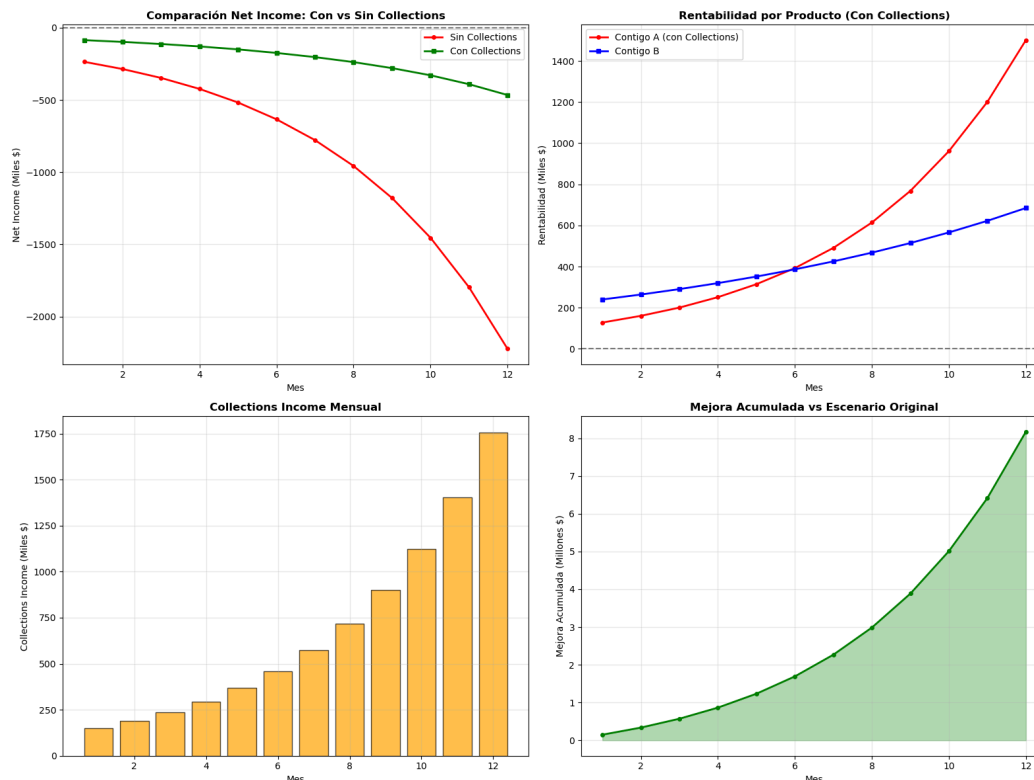 Comparación Net Income: Con vs Sin Collections
0
−500
−1000
−1500
−2000
Net Income (Miles $)
Sin Collections
Con Collections
2 4 6 8 10 12
Mes
Rentabilidad por Producto (Con Collections)
1400
1200
1000
800
600
400
200
0
Rentabilidad (Miles $)
Contigo A (con Collections)
Contigo B
2 4 6 8 10 12
Mes
Collections Income Mensual
1750
1500
1250
1000
750
500
250
0
Collections Income (Miles $)
2 4 6 8 10 12
Mes
Mejora Acumulada vs Escenario Original
8
7
6
5
4
3
2
1
0
Mejora Acumulada (Millones $)
2 4 6 8 10 12
Mes